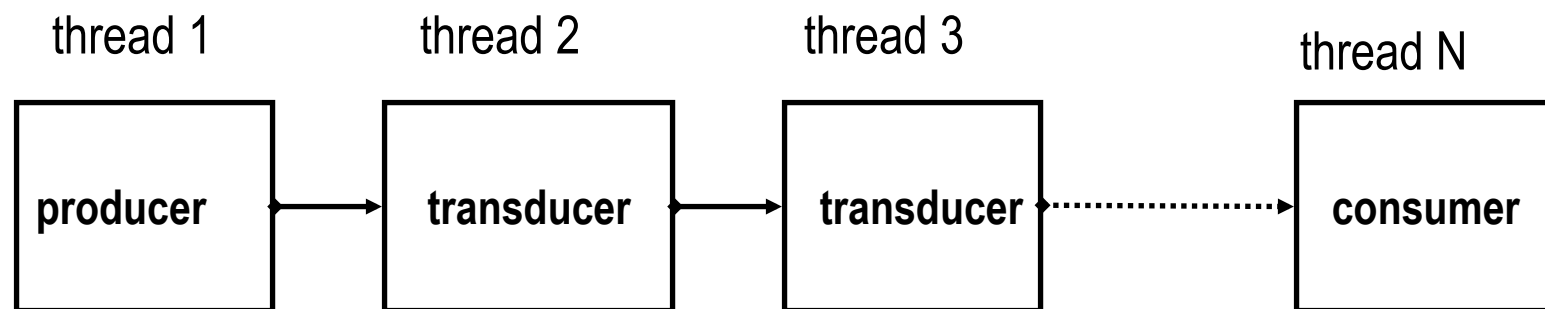 thread 1
thread 2
thread 3
thread N
producer
transducer
transducer
consumer